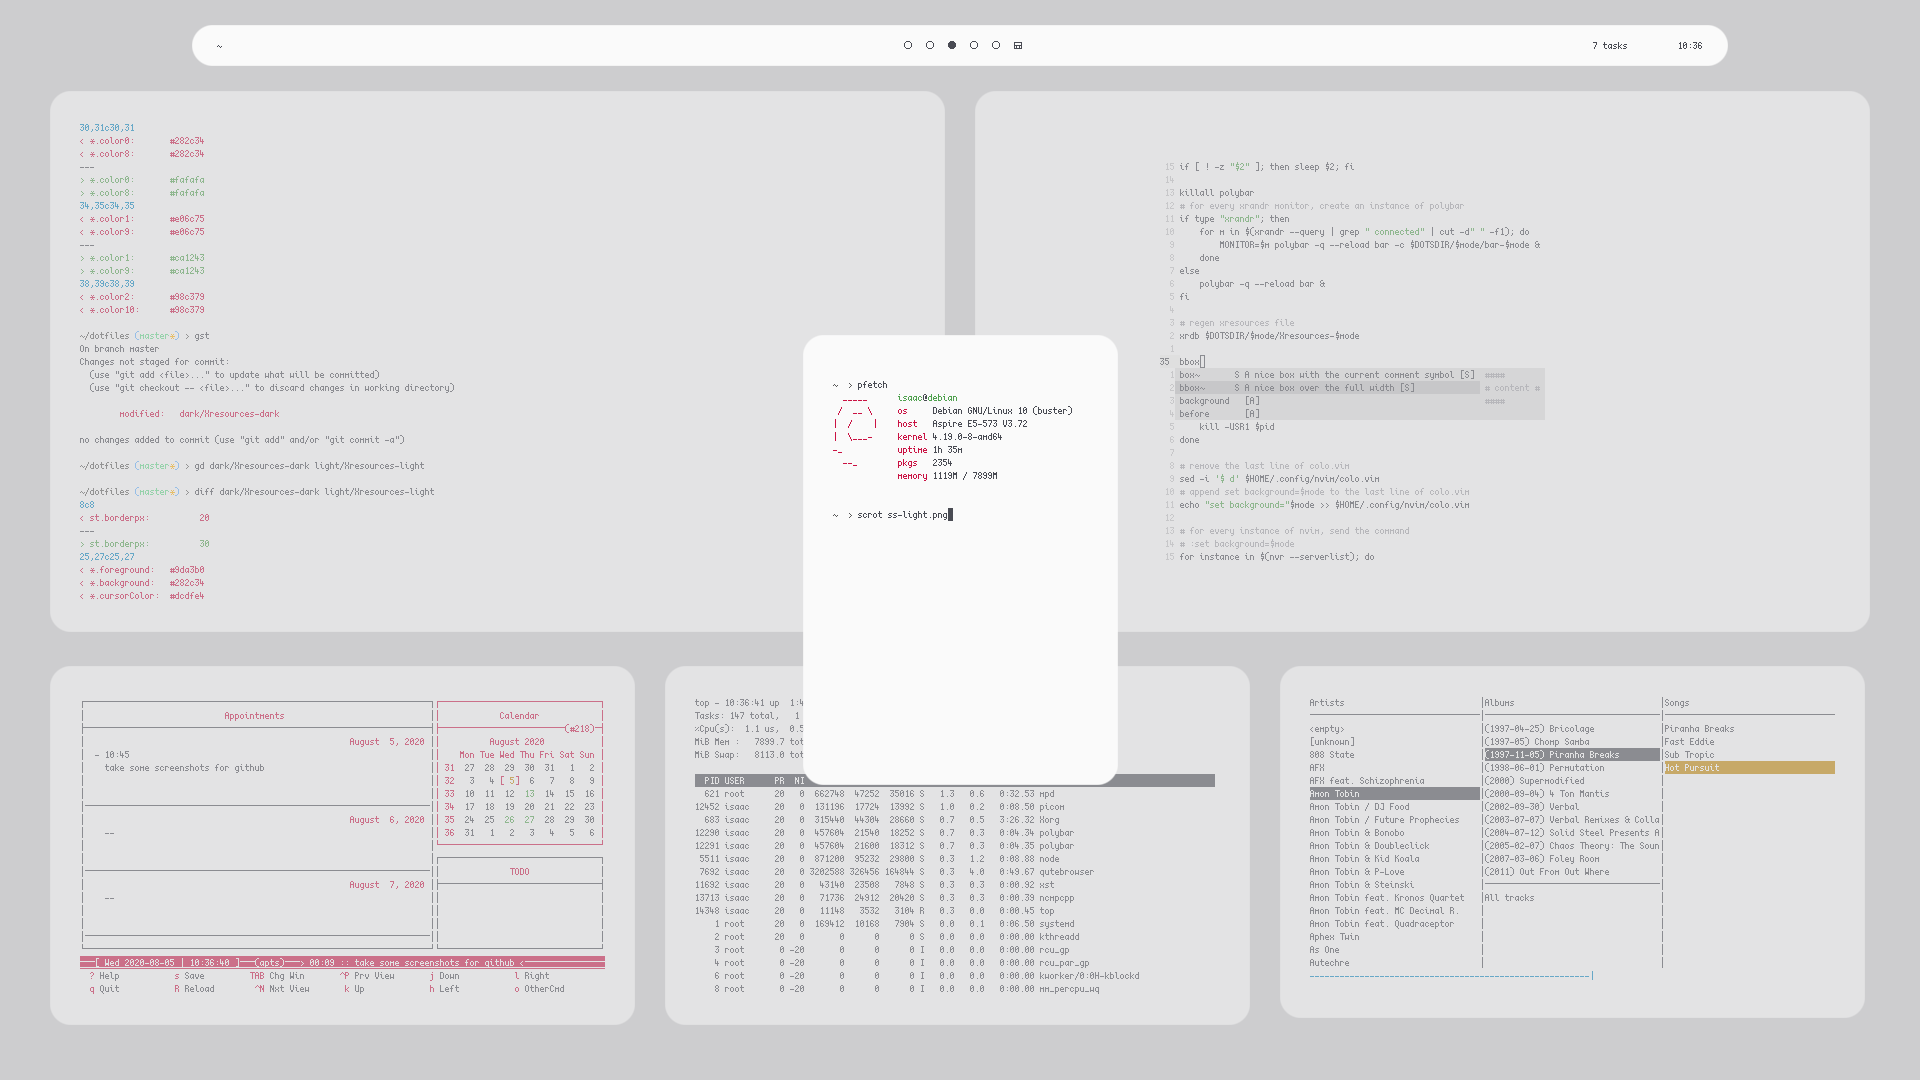 ~
7 tasks
10:36
30,31c30,31
< *.color0:       #282c34
< *.color8:       #282c34
---
> *.color0:       #fafafa
> *.color8:       #fafafa
34,35c34,35
< *.color1:       #e06c75
< *.color9:       #e06c75
---
> *.color1:       #ca1243
> *.color9:       #ca1243
38,39c38,39
< *.color2:       #98c379
< *.color10:      #98c379
~/dotfiles (master*) > gst
On branch master
Changes not staged for commit:
  (use "git add <file>..." to update what will be committed)
  (use "git checkout -- <file>..." to discard changes in working directory)
        modified:   dark/Xresources-dark
no changes added to commit (use "git add" and/or "git commit -a")
~/dotfiles (master*) > gd dark/Xresources-dark light/Xresources-light
~/dotfiles (master*) > diff dark/Xresources-dark light/Xresources-light
8c8
< st.borderpx:          20
---
> st.borderpx:          30
25,27c25,27
< *.foreground:   #9da3b0
< *.background:   #282c34
< *.cursorColor:  #dcdfe4
15 if [ ! -z "$2" ]; then sleep $2; fi
14
13 killall polybar
12 # for every xrandr monitor, create an instance of polybar
11 if type "xrandr"; then
10     for m in $(xrandr --query | grep " connected" | cut -d" " -f1); do
9         MONITOR=$m polybar -q --reload bar -c $DOTSDIR/$mode/bar-$mode &
8     done
7 else
6     polybar -q --reload bar &
5 fi
4
3 # regen xresources file
2 xrdb $DOTSDIR/$mode/Xresources-$mode
1
35 bbox
1 box~       S A nice box with the current comment symbol [S]  ####
2 bbox~      S A nice box over the full width [S]  # content #
3 background   [A]  ####
4 before       [A]
5     kill -USR1 $pid
6 done
7
8 # remove the last line of colo.vim
9 sed -i '$ d' $HOME/.config/nvim/colo.vim
10 # append set background=$mode to the last line of colo.vim
11 echo "set background="$mode >> $HOME/.config/nvim/colo.vim
12
13 # for every instance of nvim, send the command
14 # :set background=$mode
15 for instance in $(nvr --serverlist); do
~  > pfetch
isaac@debian
os     Debian GNU/Linux 10 (buster)
host   Aspire E5-573 V3.72
kernel 4.19.0-8-amd64
uptime 1h 35m
pkgs   2354
memory 1119M / 7899M
~  > scrot ss-light.png
Appointments
August  5, 2020
- 10:45
take some screenshots for github
August  6, 2020
--
August  7, 2020
--
Calendar
(#218)
August 2020
Mon Tue Wed Thu Fri Sat Sun
31  27  28  29  30  31   1   2
32   3   4 [ 5]  6   7   8   9
33  10  11  12  13  14  15  16
34  17  18  19  20  21  22  23
35  24  25  26  27  28  29  30
36  31   1   2   3   4   5   6
TODO
[ Wed 2020-08-05 | 10:36:40 ]---(apts)---> 00:09 :: take some screenshots for github <
? Help  s Save  TAB Chg Win  ^P Prv View  j Down  l Right
q Quit  R Reload  ^N Nxt View  k Up  h Left  o OtherCmd
top - 10:36:41 up  1:4
Tasks: 147 total,   1
%Cpu(s):  1.1 us,  0.5
MiB Mem :   7899.7 tot
MiB Swap:   8113.0 tot
PID USER      PR  NI
621 root      20   0  662748  47252  35016 S   1.3   0.6   0:32.53 mpd
12452 isaac     20   0  131196  17724  13992 S   1.0   0.2   0:08.50 picom
683 isaac     20   0  315440  44304  28660 S   0.7   0.5   3:26.32 Xorg
12290 isaac     20   0  457604  21540  18252 S   0.7   0.3   0:04.34 polybar
12291 isaac     20   0  457604  21600  18312 S   0.7   0.3   0:04.35 polybar
5511 isaac     20   0  871200  95232  29800 S   0.3   1.2   0:08.88 node
7692 isaac     20   0 3202588 326456 164844 S   0.3   4.0   0:49.67 qutebrowser
11692 isaac     20   0   43140  23508   7848 S   0.3   0.3   0:00.92 xst
13713 isaac     20   0   71736  24912  20420 S   0.3   0.3   0:00.39 ncmpcpp
14348 isaac     20   0   11148   3532   3104 R   0.3   0.0   0:00.45 top
1 root      20   0  169412  10168   7904 S   0.0   0.1   0:06.50 systemd
2 root      20   0       0      0      0 S   0.0   0.0   0:00.00 kthreadd
3 root       0 -20       0      0      0 I   0.0   0.0   0:00.00 rcu_gp
4 root       0 -20       0      0      0 I   0.0   0.0   0:00.00 rcu_par_gp
6 root       0 -20       0      0      0 I   0.0   0.0   0:00.00 kworker/0:0H-kblockd
8 root       0 -20       0      0      0 I   0.0   0.0   0:00.00 mm_percpu_wq
Artists
<empty>
[unknown]
808 State
AFX
AFX feat. Schizophrenia
Amon Tobin
Amon Tobin / DJ Food
Amon Tobin / Future Prophecies
Amon Tobin & Bonobo
Amon Tobin & Doubleclick
Amon Tobin & Kid Koala
Amon Tobin & P-Love
Amon Tobin & Steinski
Amon Tobin feat. Kronos Quartet
Amon Tobin feat. MC Decimal R.
Amon Tobin feat. Quadraceptor
Aphex Twin
As One
Autechre
Albums
(1997-04-25) Bricolage
(1997-05) Chomp Samba
(1997-11-05) Piranha Breaks
(1998-06-01) Permutation
(2000) Supermodified
(2000-09-04) 4 Ton Mantis
(2002-09-30) Verbal
(2003-07-07) Verbal Remixes & Colla
(2004-07-12) Solid Steel Presents A
(2005-02-07) Chaos Theory: The Soun
(2007-03-06) Foley Room
(2011) Out From Out Where
All tracks
Songs
Piranha Breaks
Fast Eddie
Sub Tropic
Hot Pursuit